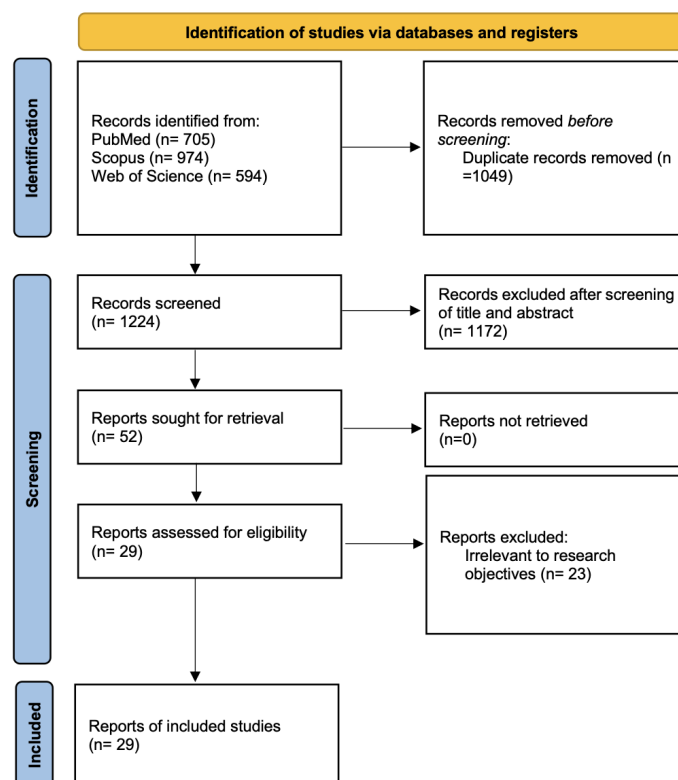 Identification of studies via databases and registers
Identification
Records identified from:
PubMed (n= 705)
Scopus (n= 974)
Web of Science (n= 594)
Records removed before
screening:
Duplicate records removed (n
=1049)
Screening
Records screened
(n= 1224)
Records excluded after screening
of title and abstract
(n= 1172)
Reports sought for retrieval
(n= 52)
Reports not retrieved
(n=0)
Reports assessed for eligibility
(n= 29)
Reports excluded:
Irrelevant to research
objectives (n= 23)
Included
Reports of included studies
(n= 29)